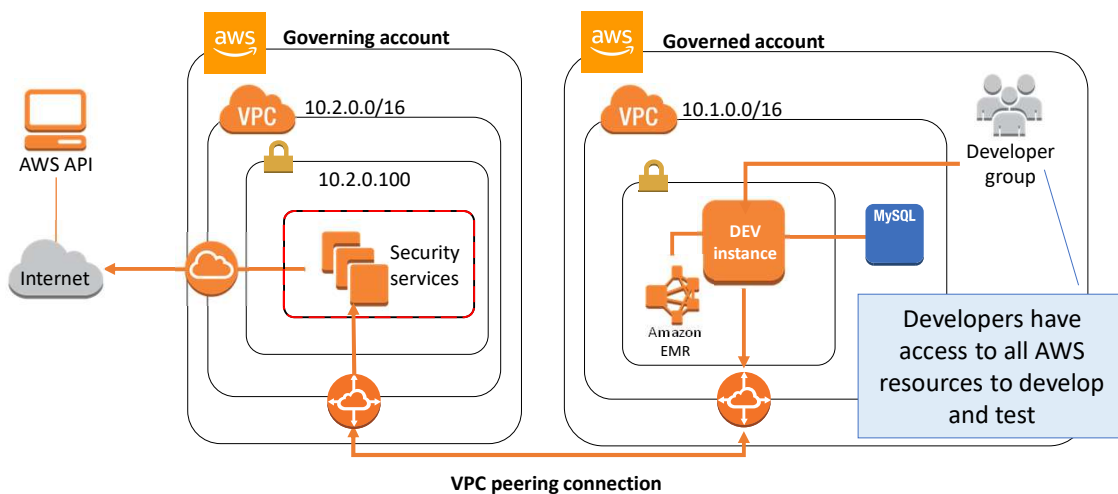 aws
Governing account
VPC
10.2.0.0/16
10.2.0.100
Security
services
AWS API
Internet
aws
Governed account
VPC
10.1.0.0/16
Developer
group
DEV
instance
MySQL
Amazon
EMR
Developers have
access to all AWS
resources to develop
and test
VPC peering connection